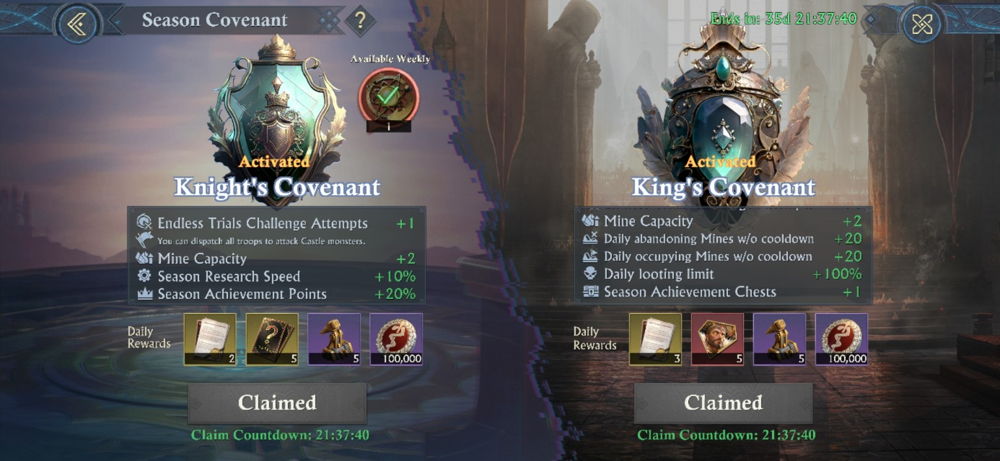 Season Covenant
?
Ends in: 35d 21:37:40
Available Weekly
1
Activated
Knight's Covenant
Endless Trials Challenge Attempts +1
You can dispatch all troops to attack Castle monsters.
Mine Capacity +2
Season Research Speed +10%
Season Achievement Points +20%
Daily
Rewards
2
5
5
100,000
Claimed
Claim Countdown: 21:37:40
Activated
King's Covenant
Mine Capacity +2
Daily abandoning Mines w/o cooldown +20
Daily occupying Mines w/o cooldown +20
Daily looting limit +100%
Season Achievement Chests +1
Daily
Rewards
3
5
5
100,000
Claimed
Claim Countdown: 21:37:40